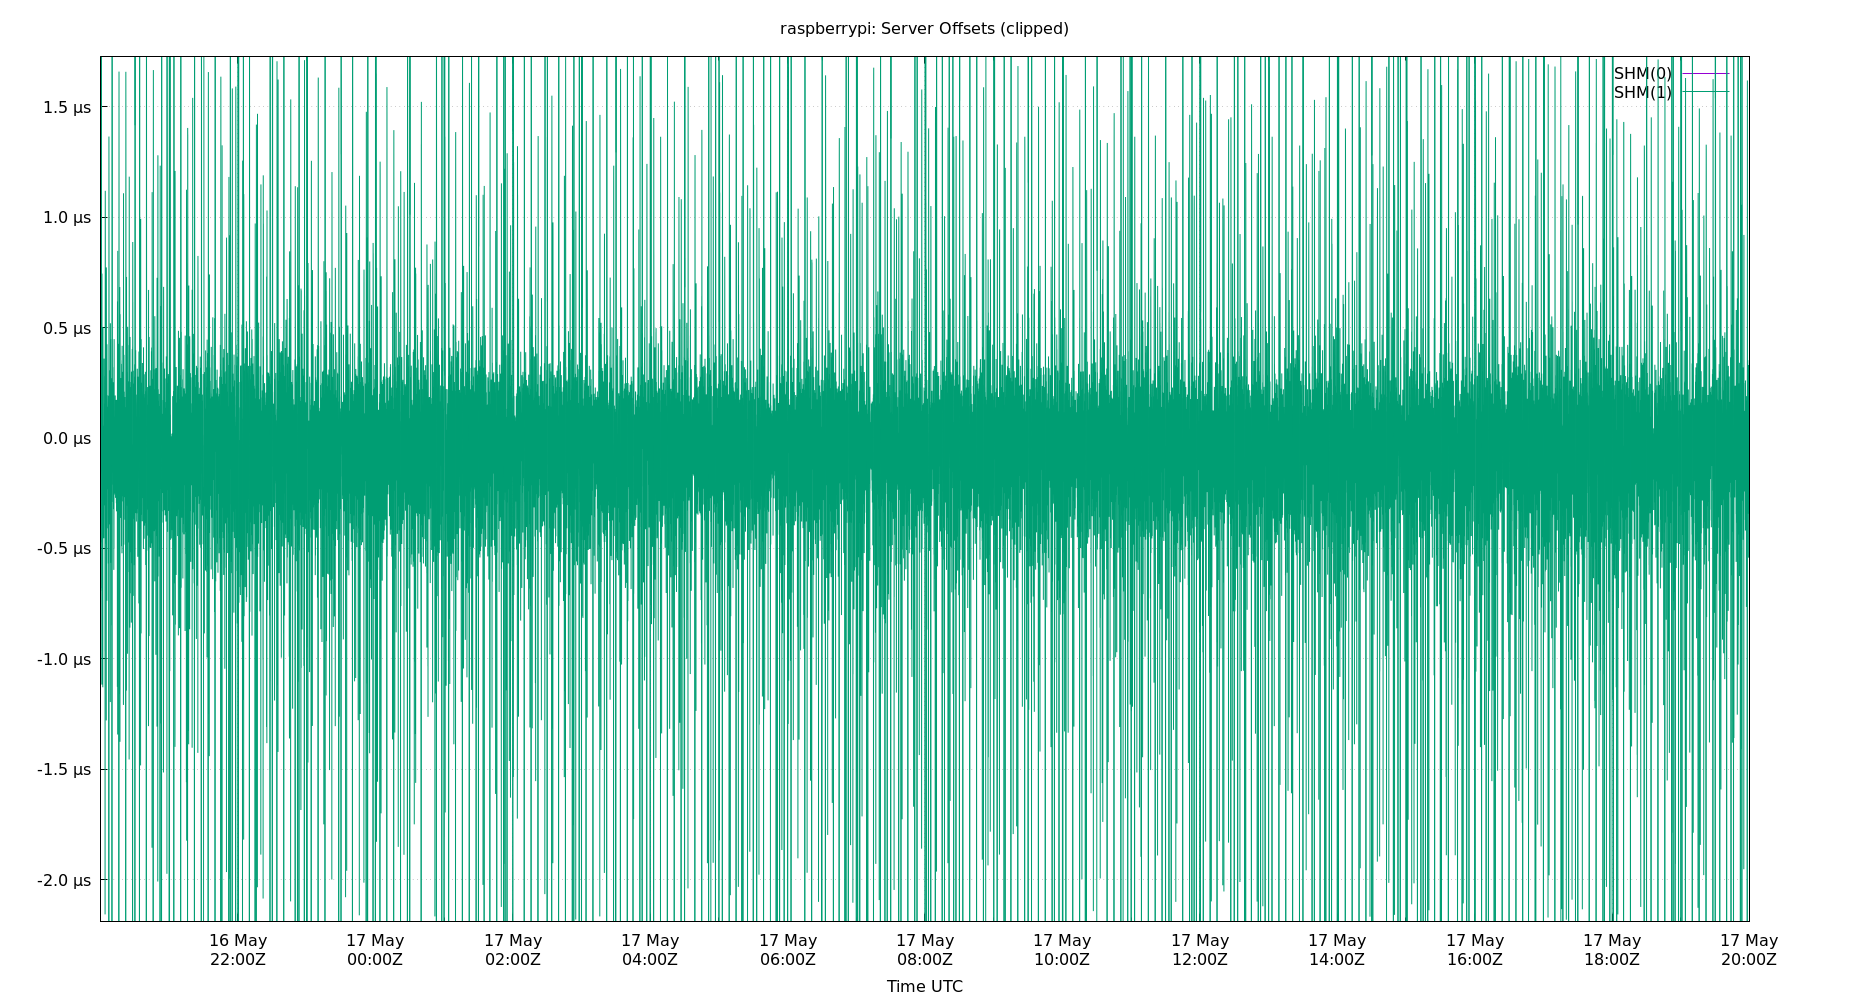 raspberrypi: Server Offsets (clipped)
SHM(0)
SHM(1)
1.5 µs
1.0 µs
0.5 µs
0.0 µs
-0.5 µs
-1.0 µs
-1.5 µs
-2.0 µs
16 May 17 May 17 May 17 May 17 May 17 May 17 May 17 May 17 May 17 May 17 May 17 May
22:00Z 00:00Z 02:00Z 04:00Z 06:00Z 08:00Z 10:00Z 12:00Z 14:00Z 16:00Z 18:00Z 20:00Z
Time UTC